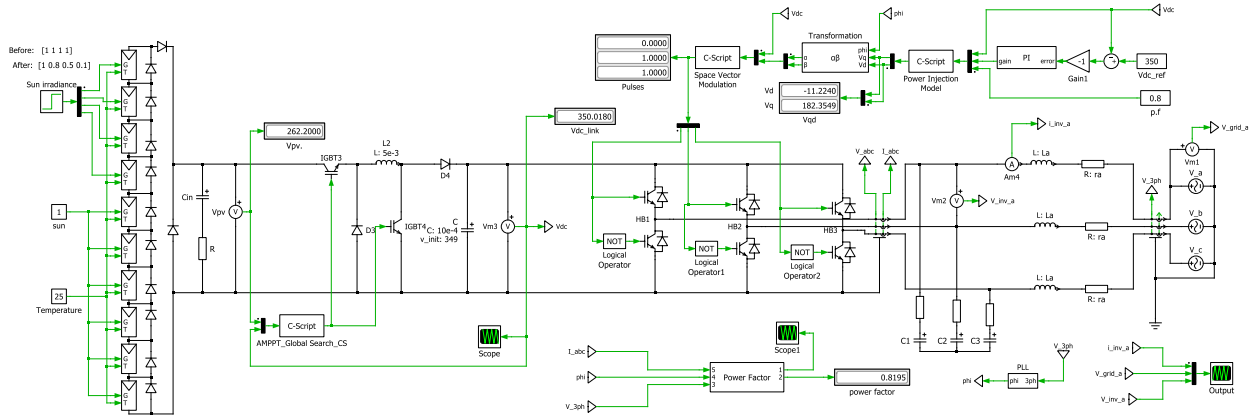 Before: [1 1 1 1]
After: [1 0.8 0.5 0.1]
Sun irradiance
G
T
G
T
G
T
G
T
G
T
G
T
G
T
G
T
G
T
G
T
1
sun
25
Temperature
262.2000
Vpv.
Cin
R
Vpv
V
IGBT3
L2
L: 5e-3
D4
D3
IGBT4
C
C: 10e-4
v_init: 349
Vm3
V
Vdc
350.0180
Vdc_link
C-Script
AMPPT_Global Search_CS
Scope
0.0000
1.0000
1.0000
Pulses
Vdc
C-Script
Space Vector
Modulation
Transformation
phi
αβ
α
β
phi
Vq
Vd
Vd
Vq
-11.2240
182.3549
Vqd
C-Script
Power Injection
Model
PI
gain
error
-1
Gain1
Vdc
350
Vdc_ref
0.8
p.f
HB1
HB2
HB3
NOT
Logical
Operator
NOT
Logical
Operator1
NOT
Logical
Operator2
V_abc
I_abc
i_inv_a
A
Am4
L: La
R: ra
V_grid_a
V
Vm1
V_3ph
V_a
V_b
V_c
Vm2
V
V_inv_a
L: La
R: ra
L: La
R: ra
C1
C2
C3
I_abc
phi
V_3ph
5
4
3
Power Factor
1
2
Scope1
0.8195
power factor
V_3ph
PLL
phi
phi
3ph
i_inv_a
V_grid_a
V_inv_a
Output